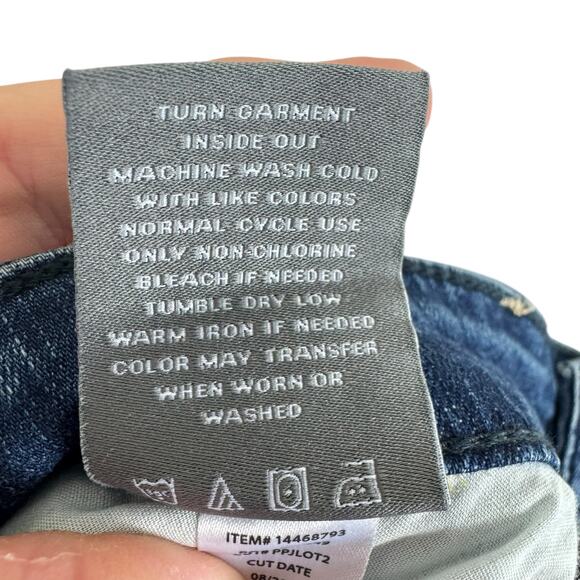 TURN GARMENT
INSIDE OUT
MACHINE WASH COLD
WITH LIKE COLORS
NORMAL CYCLE USE
ONLY NON-CHLORINE
BLEACH IF NEEDED
TUMBLE DRY LOW
WARM IRON IF NEEDED
COLOR MAY TRANSFER
WHEN WORN OR
WASHED
ITEM# 14468793
PPJLOT2
CUT DATE